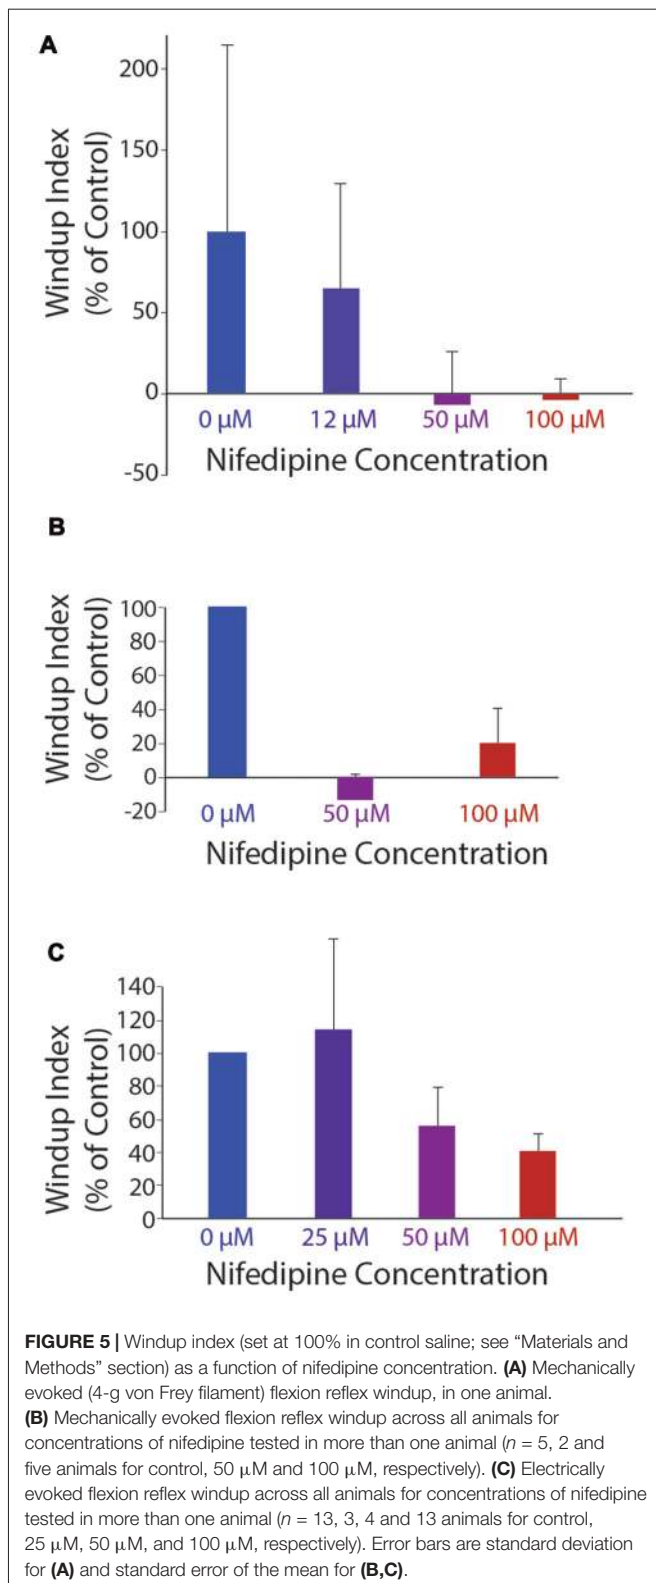 A
200
150
100
50
0
-50
Windup Index
(% of Control)
0 μM 12 μM 50 μM 100 μM
Nifedipine Concentration
B
100
80
60
40
20
0
-20
Windup Index
(% of Control)
0 μM 50 μM 100 μM
Nifedipine Concentration
C
140
120
100
80
60
40
20
0
Windup Index
(% of Control)
0 μM 25 μM 50 μM 100 μM
Nifedipine Concentration
FIGURE 5 | Windup index (set at 100% in control saline; see “Materials and
Methods” section) as a function of nifedipine concentration. (A) Mechanically
evoked (4-g von Frey filament) flexion reflex windup, in one animal.
(B) Mechanically evoked flexion reflex windup across all animals for
concentrations of nifedipine tested in more than one animal (n = 5, 2 and
five animals for control, 50 μM and 100 μM, respectively). (C) Electrically
evoked flexion reflex windup across all animals for concentrations of nifedipine
tested in more than one animal (n = 13, 3, 4 and 13 animals for control,
25 μM, 50 μM, and 100 μM, respectively). Error bars are standard deviation
for (A) and standard error of the mean for (B,C).